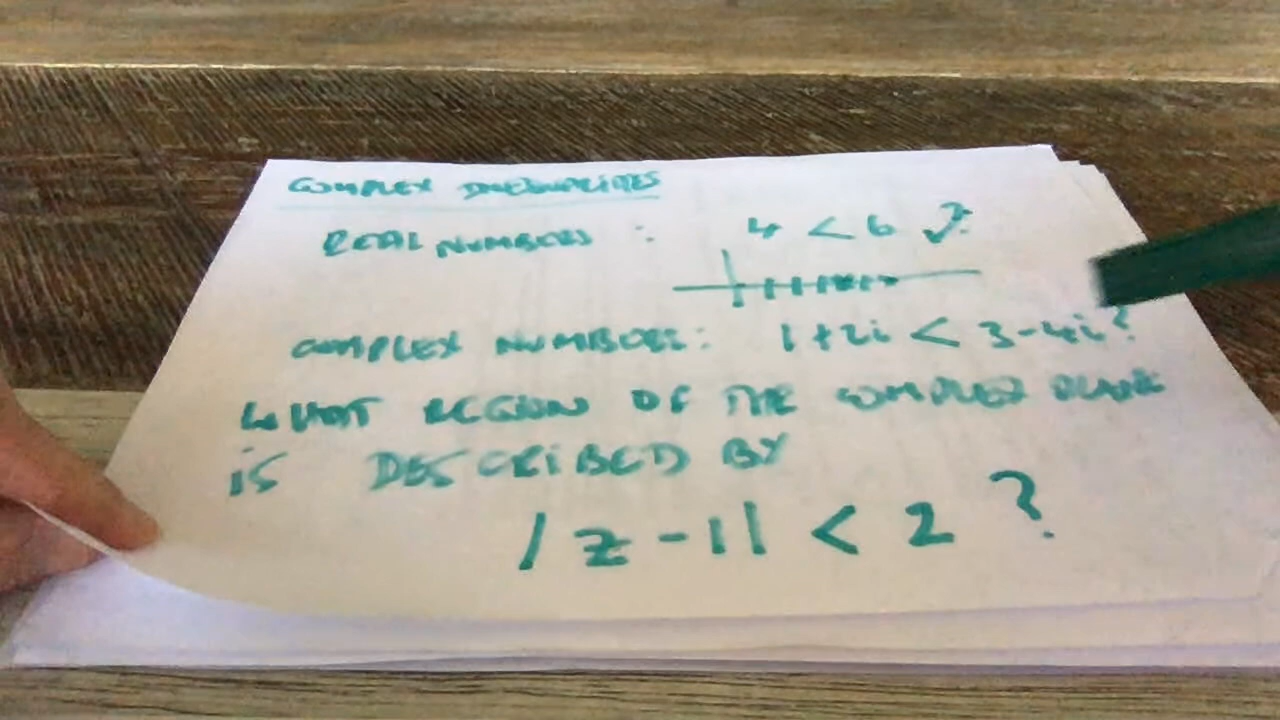 COMPLEX INEQUALITIES
REAL NUMBERS : 4 < 6 ✓?
COMPLEX NUMBERS: 1+2i < 3-4i?
WHAT REGION OF THE COMPLEX PLANE
iS DESCRIBED BY
|z-1| < 2 ?